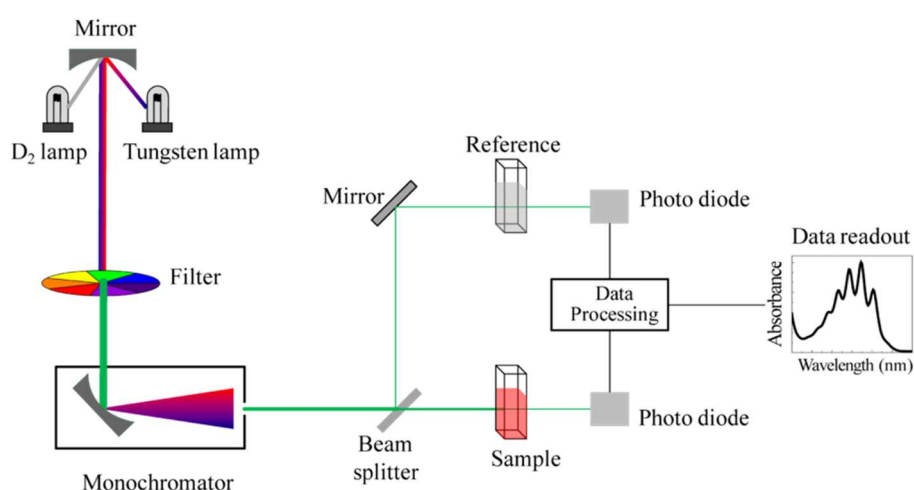 Mirror
D₂ lamp
Tungsten lamp
Filter
Monochromator
Mirror
Beam
splitter
Reference
Sample
Photo diode
Data
Processing
Photo diode
Data readout
Absorbance
Wavelength (nm)